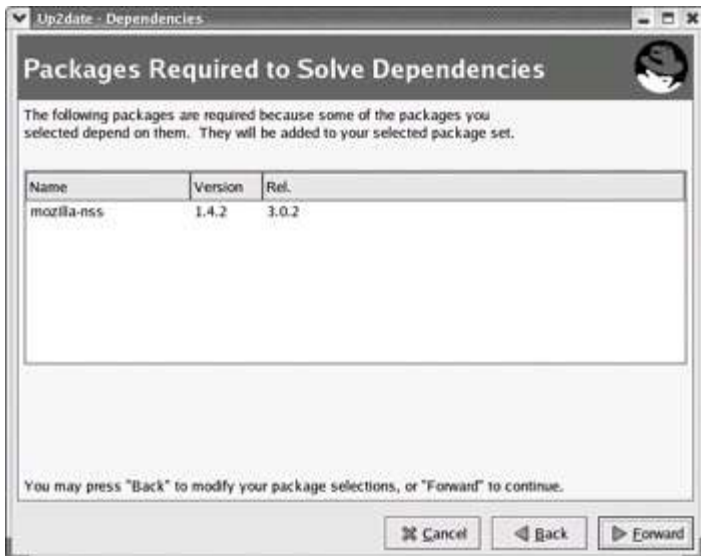 Up2date - Dependencies
Packages Required to Solve Dependencies
The following packages are required because some of the packages you
selected depend on them. They will be added to your selected package set.
Name Version Rel.
mozilla-nss 1.4.2 3.0.2
You may press "Back" to modify your package selections, or "Forward" to continue.
Cancel Back Forward